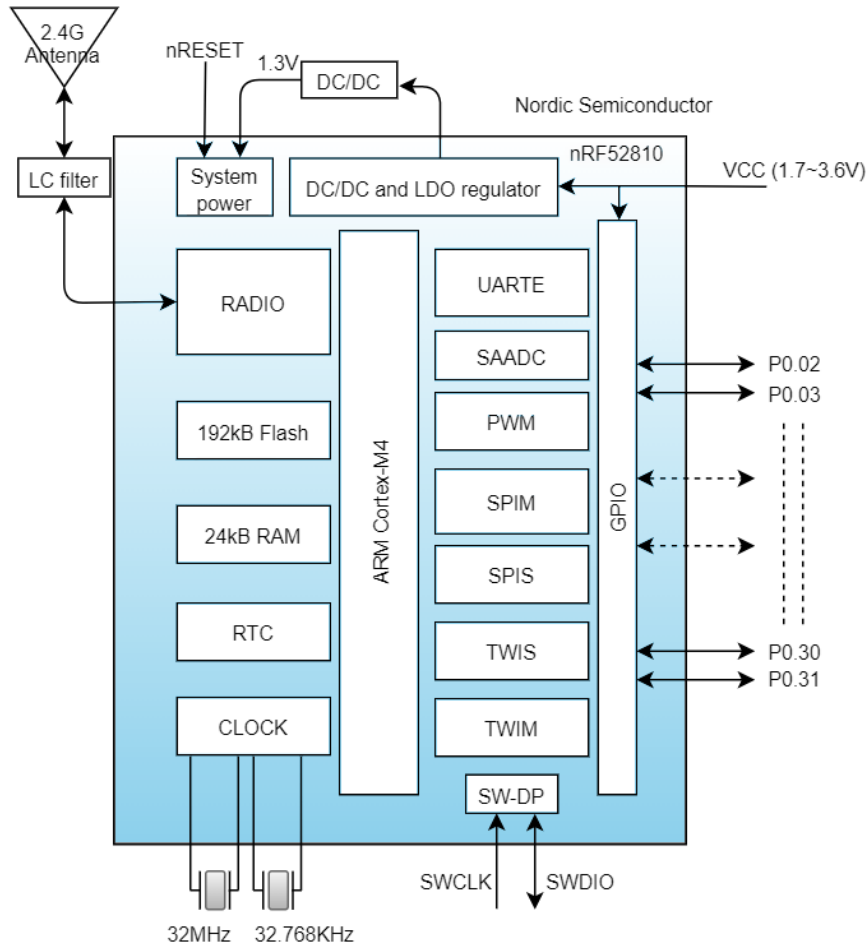 2.4G
Antenna
nRESET
1.3V
DC/DC
Nordic Semiconductor
nRF52810
LC filter
System
power
DC/DC and LDO regulator
VCC (1.7~3.6V)
RADIO
ARM Cortex-M4
UARTE
GPIO
SAADC
P0.02
P0.03
192kB Flash
PWM
24kB RAM
SPIM
SPIS
RTC
TWIS
P0.30
P0.31
CLOCK
TWIM
SW-DP
SWCLK
SWDIO
32MHz
32.768KHz